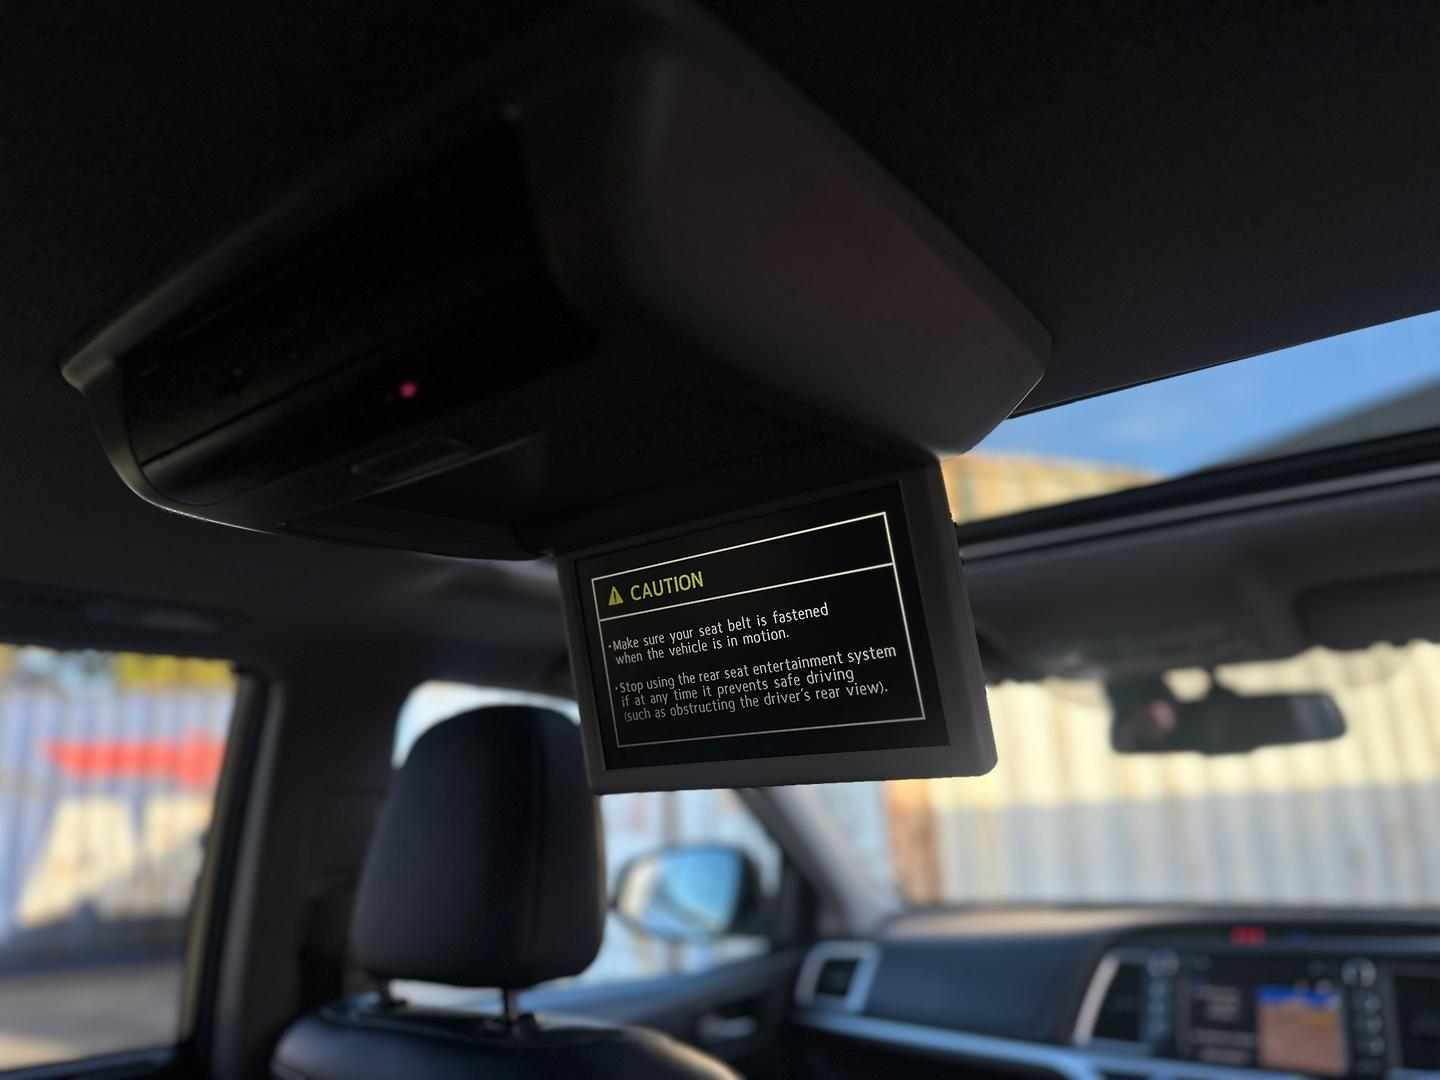 CAUTION
·Make sure your seat belt is fastened
when the vehicle is in motion.
·Stop using the rear seat entertainment system
if at any time it prevents safe driving
(such as obstructing the driver's rear view).